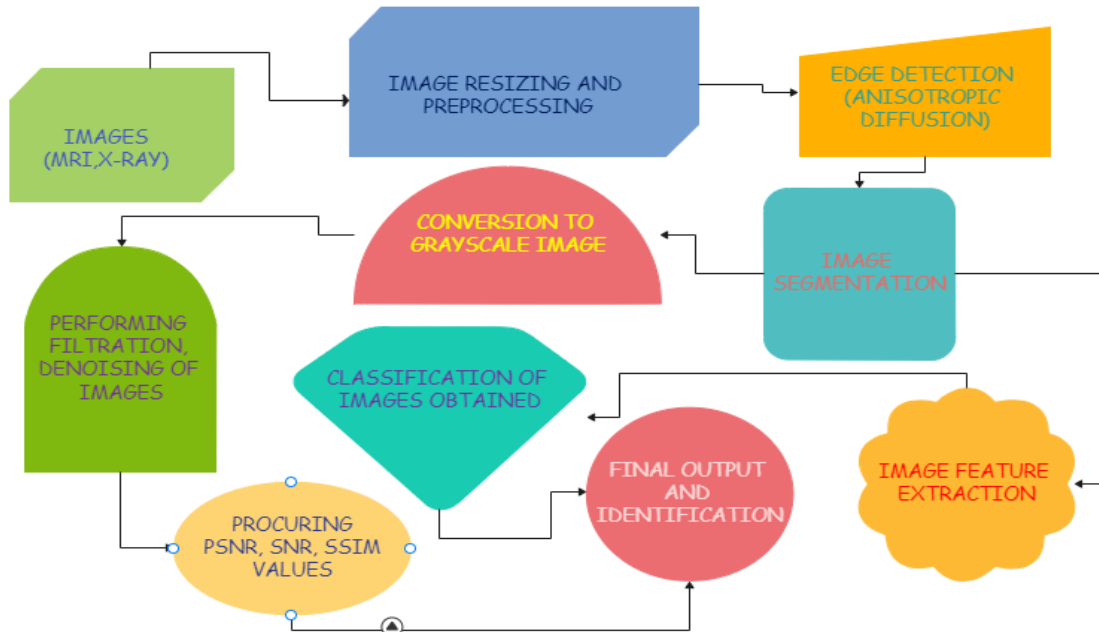 IMAGES
(MRI,X-RAY)
IMAGE RESIZING AND
PREPROCESSING
EDGE DETECTION
(ANISOTROPIC
DIFFUSION)
IMAGE
SEGMENTATION
CONVERSION TO
GRAYSCALE IMAGE
PERFORMING
FILTRATION,
DENOISING OF
IMAGES
PROCURING
PSNR, SNR, SSIM
VALUES
IMAGE FEATURE
EXTRACTION
CLASSIFICATION OF
IMAGES OBTAINED
FINAL OUTPUT
AND
IDENTIFICATION